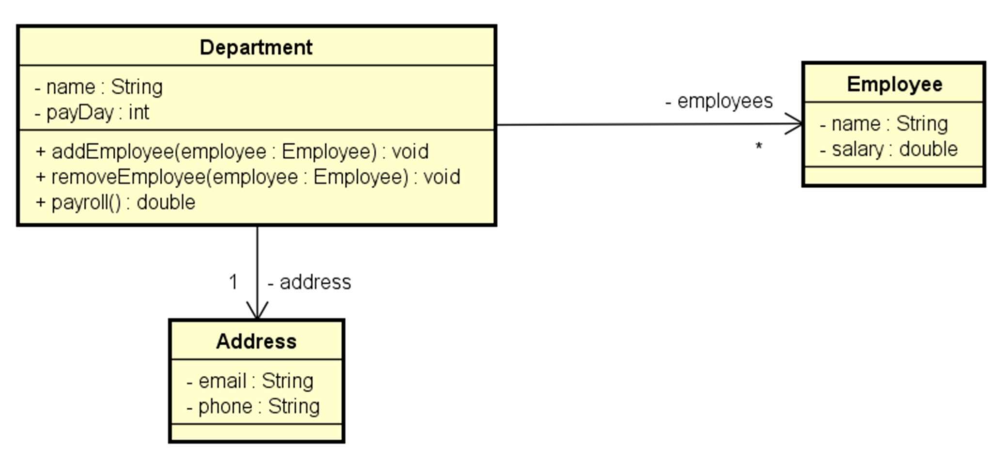 Department
- name : String
- payDay : int
+ addEmployee(employee : Employee) : void
+ removeEmployee(employee : Employee) : void
+ payroll() : double
- employees
*
Employee
- name : String
- salary : double
1
- address
Address
- email : String
- phone : String